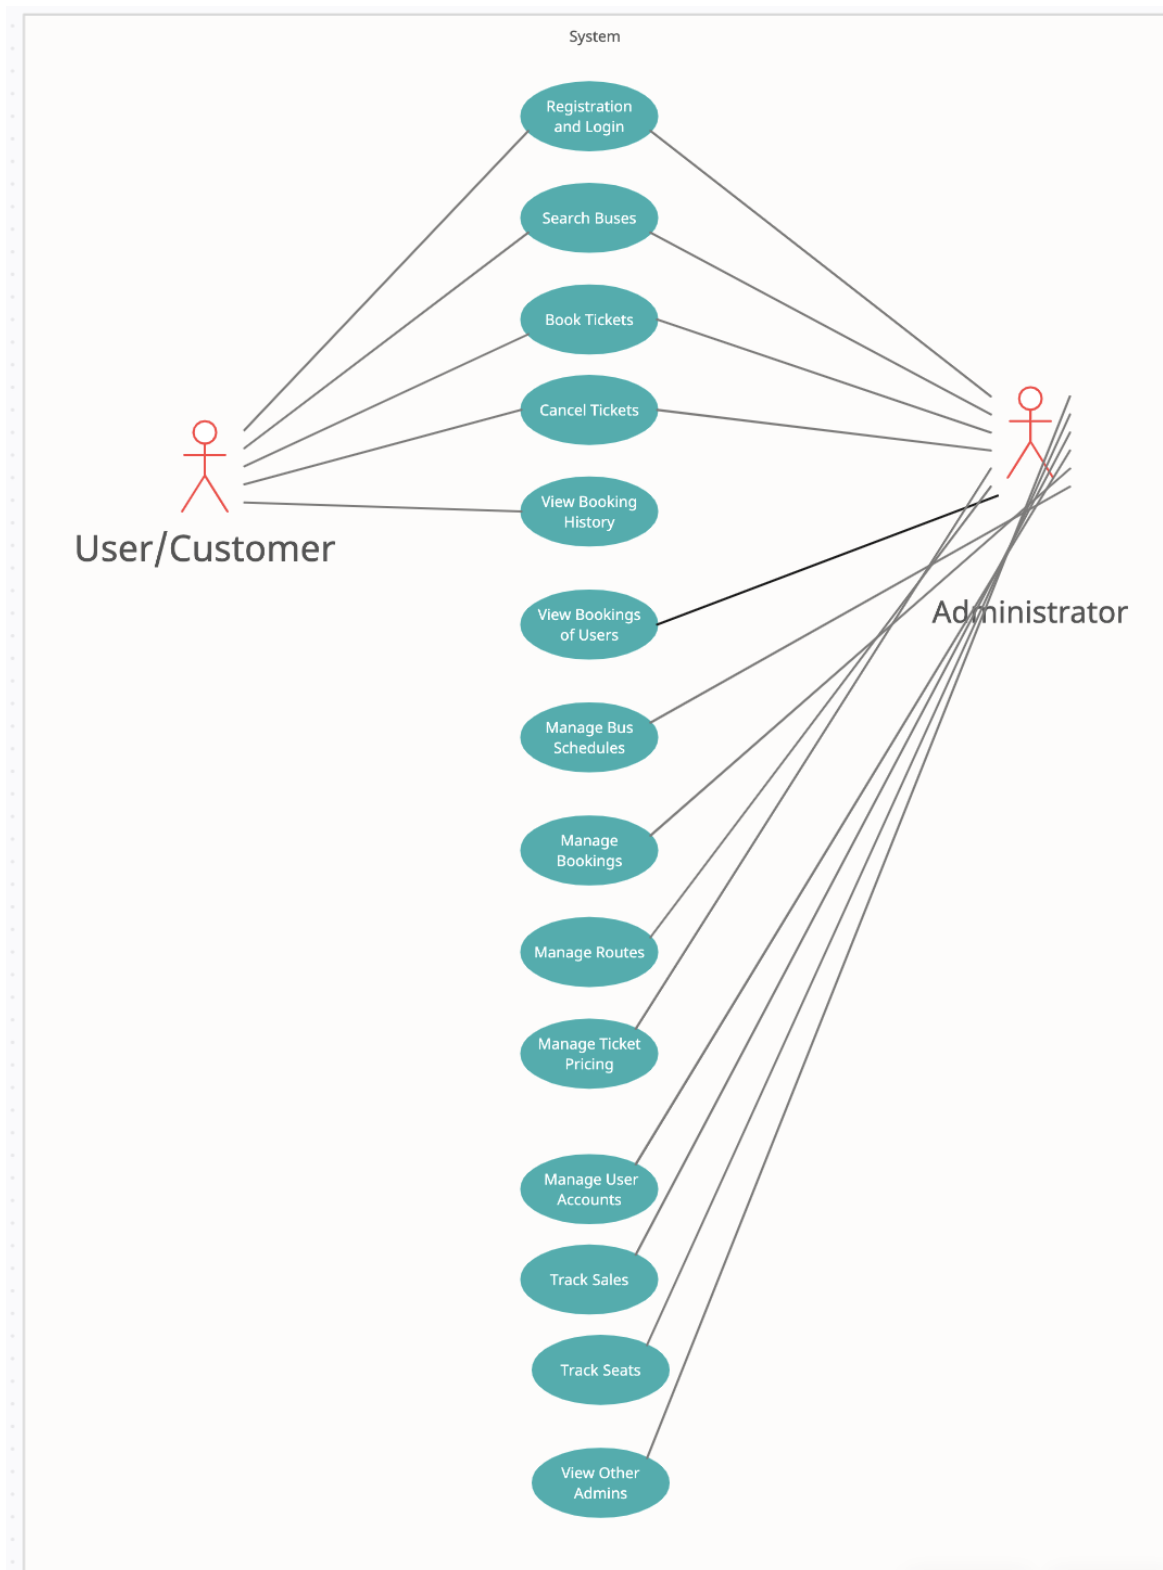 System
Registration
and Login
Search Buses
Book Tickets
Cancel Tickets
View Booking
History
User/Customer
View Bookings
of Users
Administrator
Manage Bus
Schedules
Manage
Bookings
Manage Routes
Manage Ticket
Pricing
Manage User
Accounts
Track Sales
Track Seats
View Other
Admins